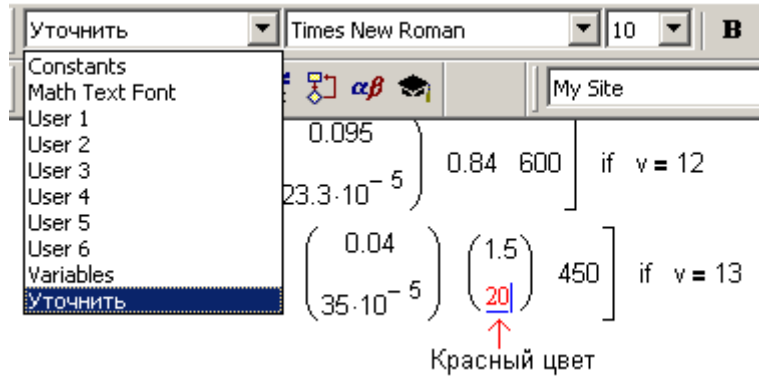 Уточнить Times New Roman 10 B
Constants
Math Text Font
User 1
User 2
User 3
User 4
User 5
User 6
Variables
Уточнить
αβ My Site
0.095
23.3·10⁻⁵ 0.84 600 if v = 12
0.04
35·10⁻⁵
1.5
20
450 if v = 13
Красный цвет